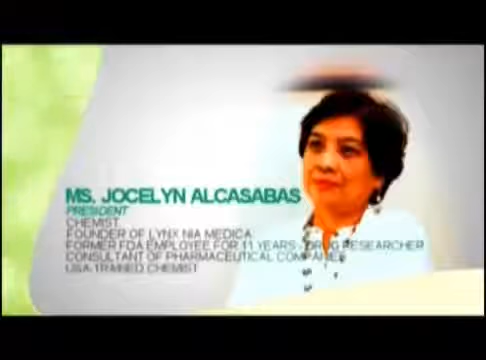 MS. JOCELYN ALCASABAS
PRESIDENT
CHEMIST
FOUNDER OF LYNX NIA MEDICA
FORMER FDA EMPLOYEE FOR 11 YEARS - DRUG RESEARCHER
CONSULTANT OF PHARMACEUTICAL COMPANIES
USA-TRAINED CHEMIST